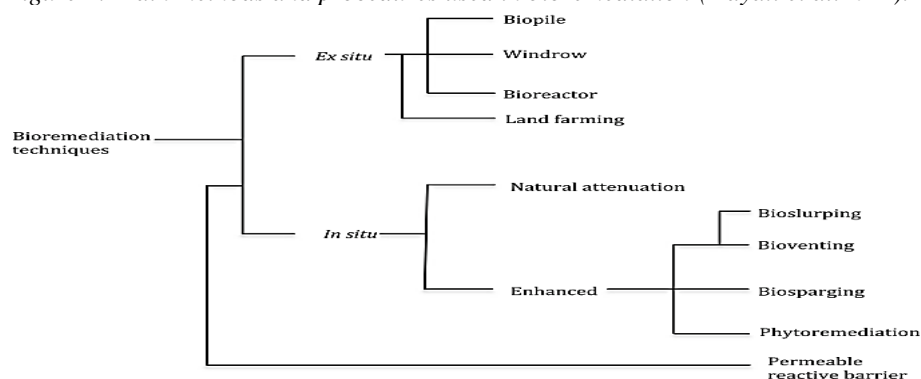 Biopile
Ex situ
Windrow
Bioreactor
Land farming
Bioremediation
techniques
Natural attenuation
In situ
Bioslurping
Bioventing
Enhanced
Biosparging
Phytoremediation
Permeable
reactive barrier